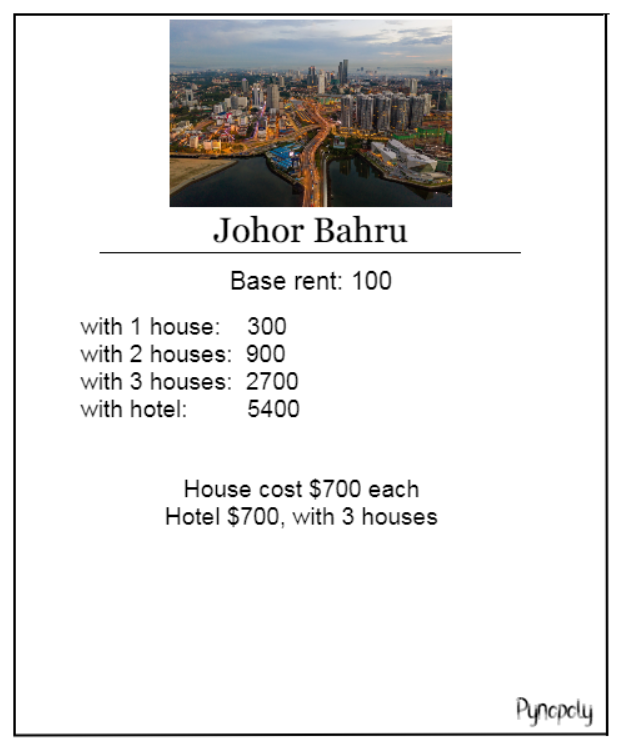 Johor Bahru
Base rent: 100
with 1 house: 300
with 2 houses: 900
with 3 houses: 2700
with hotel: 5400
House cost $700 each
Hotel $700, with 3 houses
Pynopoly